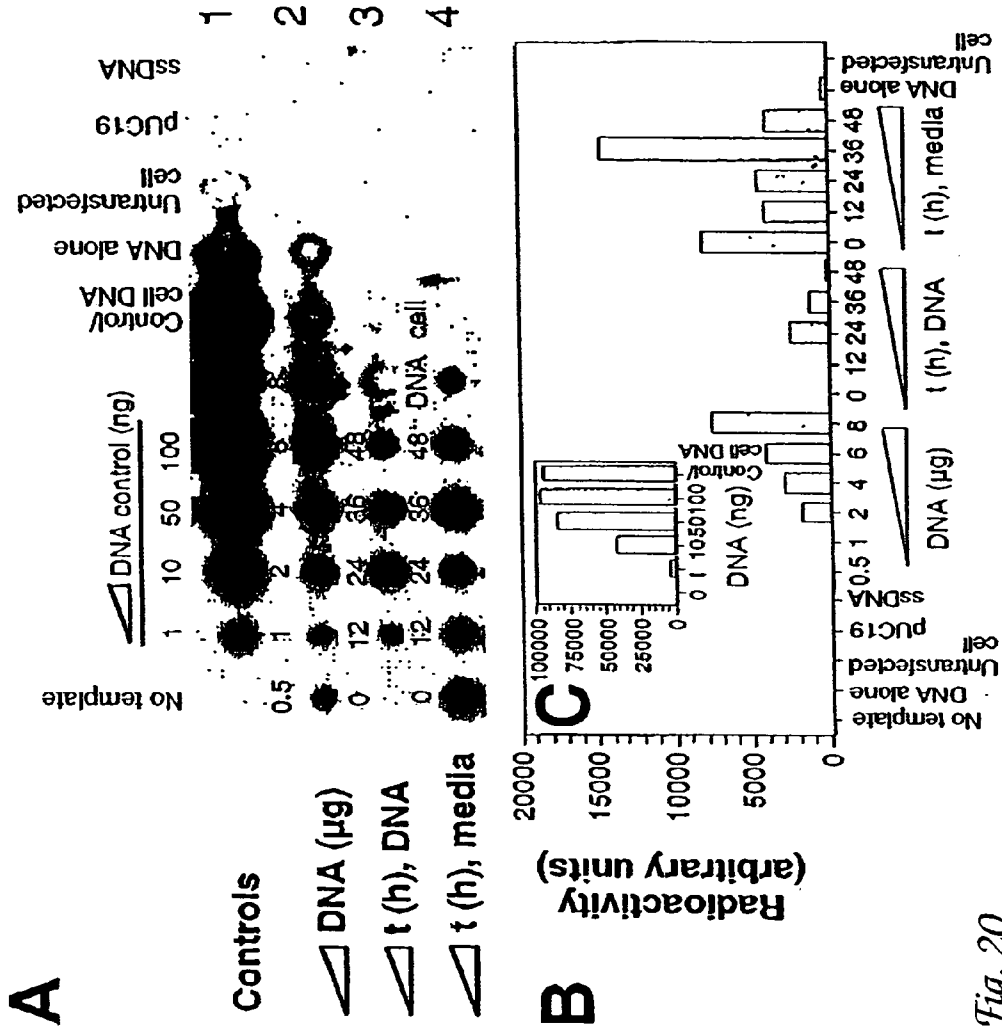 A
DNA control (ng)
No template
1
10
50
100
Control/
cell DNA
DNA alone
Untransfected
cell
pUC19
ssDNA
Controls
1
0.5 1 2 4 6 8
DNA (µg)
2
0 12 24 36 48
t (h), DNA
3
0 12 24 36 48 DNA cell
t (h), media
4
B
Radioactivity
(arbitrary units)
20000
15000
10000
5000
0
No template
DNA alone
Untransfected
cell
pUC19
ssDNA
0.5 1 2 4 6 8
DNA (µg)
0 12 24 36 48
t (h), DNA
0 12 24 36 48
t (h), media
DNA alone
Untransfected
cell
C
100000
75000
50000
25000
0
0 1 10 50 100
Control/
cell DNA
DNA (ng)
Fig. 20